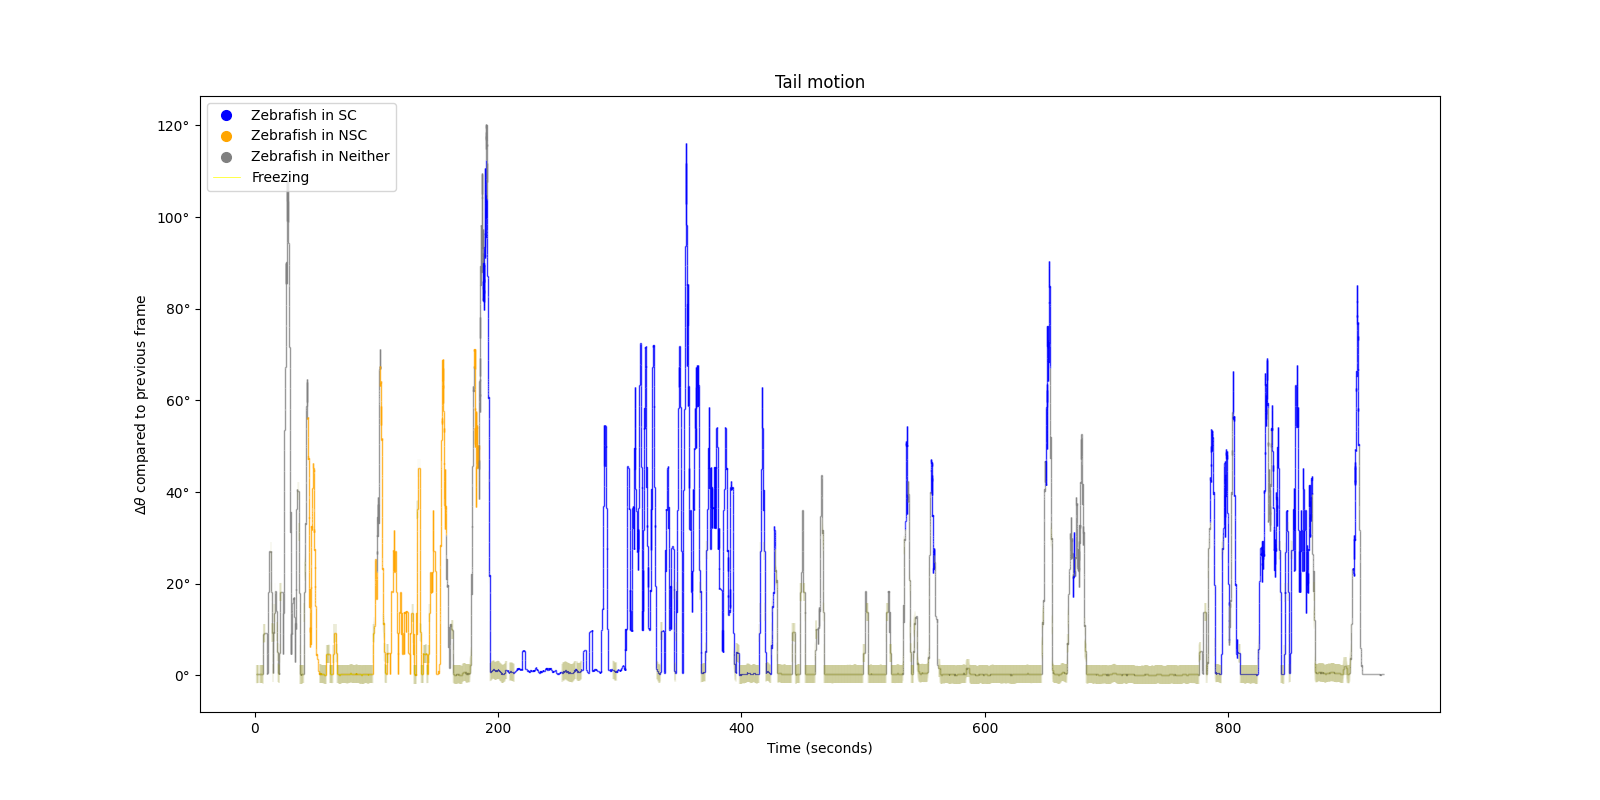 Tail motion
Zebrafish in SC
Zebrafish in NSC
Zebrafish in Neither
Freezing
120°
100°
80°
60°
40°
20°
0°
Δθ compared to previous frame
0 200 400 600 800
Time (seconds)